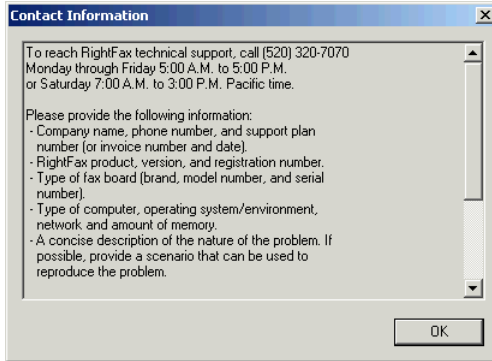 Contact Information
To reach RightFax technical support, call (520) 320-7070
Monday through Friday 5:00 A.M. to 5:00 P.M.
or Saturday 7:00 A.M. to 3:00 P.M. Pacific time.
Please provide the following information:
- Company name, phone number, and support plan
number (or invoice number and date).
- RightFax product, version, and registration number.
- Type of fax board (brand, model number, and serial
number).
- Type of computer, operating system/environment,
network and amount of memory.
- A concise description of the nature of the problem. If
possible, provide a scenario that can be used to
reproduce the problem.
OK